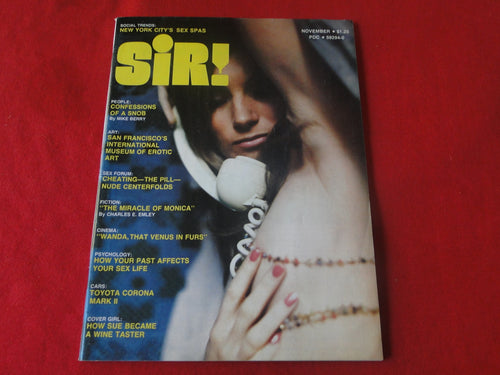 SOCIAL TRENDS:
NEW YORK CITY'S SEX SPAS
NOVEMBER • $1.25
PDC • 59294-0
SiR!
PEOPLE:
CONFESSIONS
OF A SNOB
By MIKE BERRY
ART:
SAN FRANCISCO'S
INTERNATIONAL
MUSEUM OF EROTIC
ART
SEX FORUM:
CHEATING—THE PILL—
NUDE CENTERFOLDS
FICTION:
"THE MIRACLE OF MONICA"
By CHARLES E. EMLEY
CINEMA:
"WANDA, THAT VENUS IN FURS"
PSYCHOLOGY:
HOW YOUR PAST AFFECTS
YOUR SEX LIFE
CARS:
TOYOTA CORONA
MARK II
COVER GIRL:
HOW SUE BECAME
A WINE TASTER